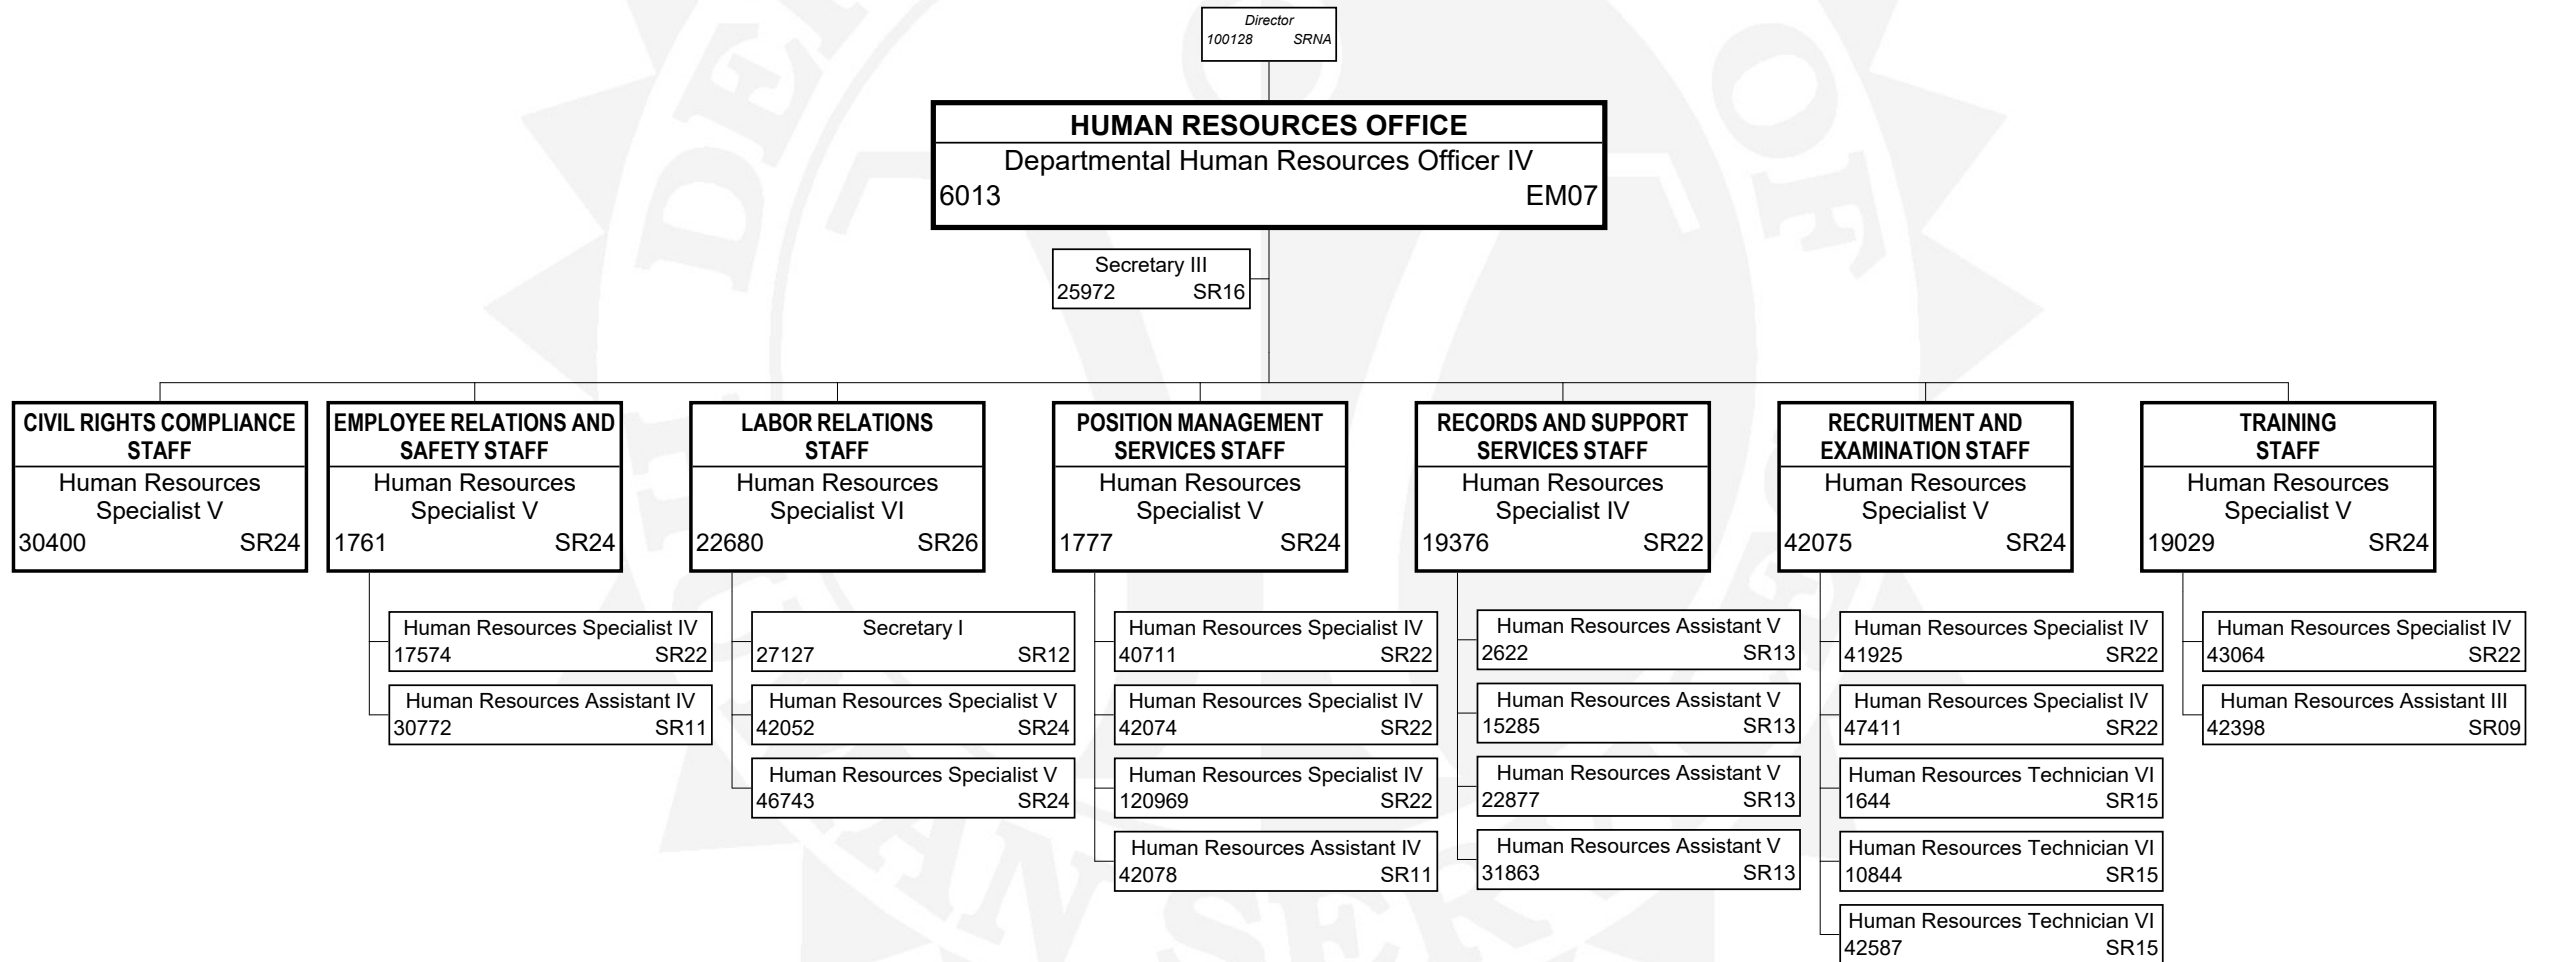 Director
100128 SRNA
HUMAN RESOURCES OFFICE
Departmental Human Resources Officer IV
6013 EM07
Secretary III
25972 SR16
CIVIL RIGHTS COMPLIANCE
STAFF
Human Resources
Specialist V
30400 SR24
EMPLOYEE RELATIONS AND
SAFETY STAFF
Human Resources
Specialist V
1761 SR24
Human Resources Specialist IV
17574 SR22
Human Resources Assistant IV
30772 SR11
LABOR RELATIONS
STAFF
Human Resources
Specialist VI
22680 SR26
Secretary I
27127 SR12
Human Resources Specialist V
42052 SR24
Human Resources Specialist V
46743 SR24
POSITION MANAGEMENT
SERVICES STAFF
Human Resources
Specialist V
1777 SR24
Human Resources Specialist IV
40711 SR22
Human Resources Specialist IV
42074 SR22
Human Resources Specialist IV
120969 SR22
Human Resources Assistant IV
42078 SR11
RECORDS AND SUPPORT
SERVICES STAFF
Human Resources
Specialist IV
19376 SR22
Human Resources Assistant V
2622 SR13
Human Resources Assistant V
15285 SR13
Human Resources Assistant V
22877 SR13
Human Resources Assistant V
31863 SR13
RECRUITMENT AND
EXAMINATION STAFF
Human Resources
Specialist V
42075 SR24
Human Resources Specialist IV
41925 SR22
Human Resources Specialist IV
47411 SR22
Human Resources Technician VI
1644 SR15
Human Resources Technician VI
10844 SR15
Human Resources Technician VI
42587 SR15
TRAINING
STAFF
Human Resources
Specialist V
19029 SR24
Human Resources Specialist IV
43064 SR22
Human Resources Assistant III
42398 SR09